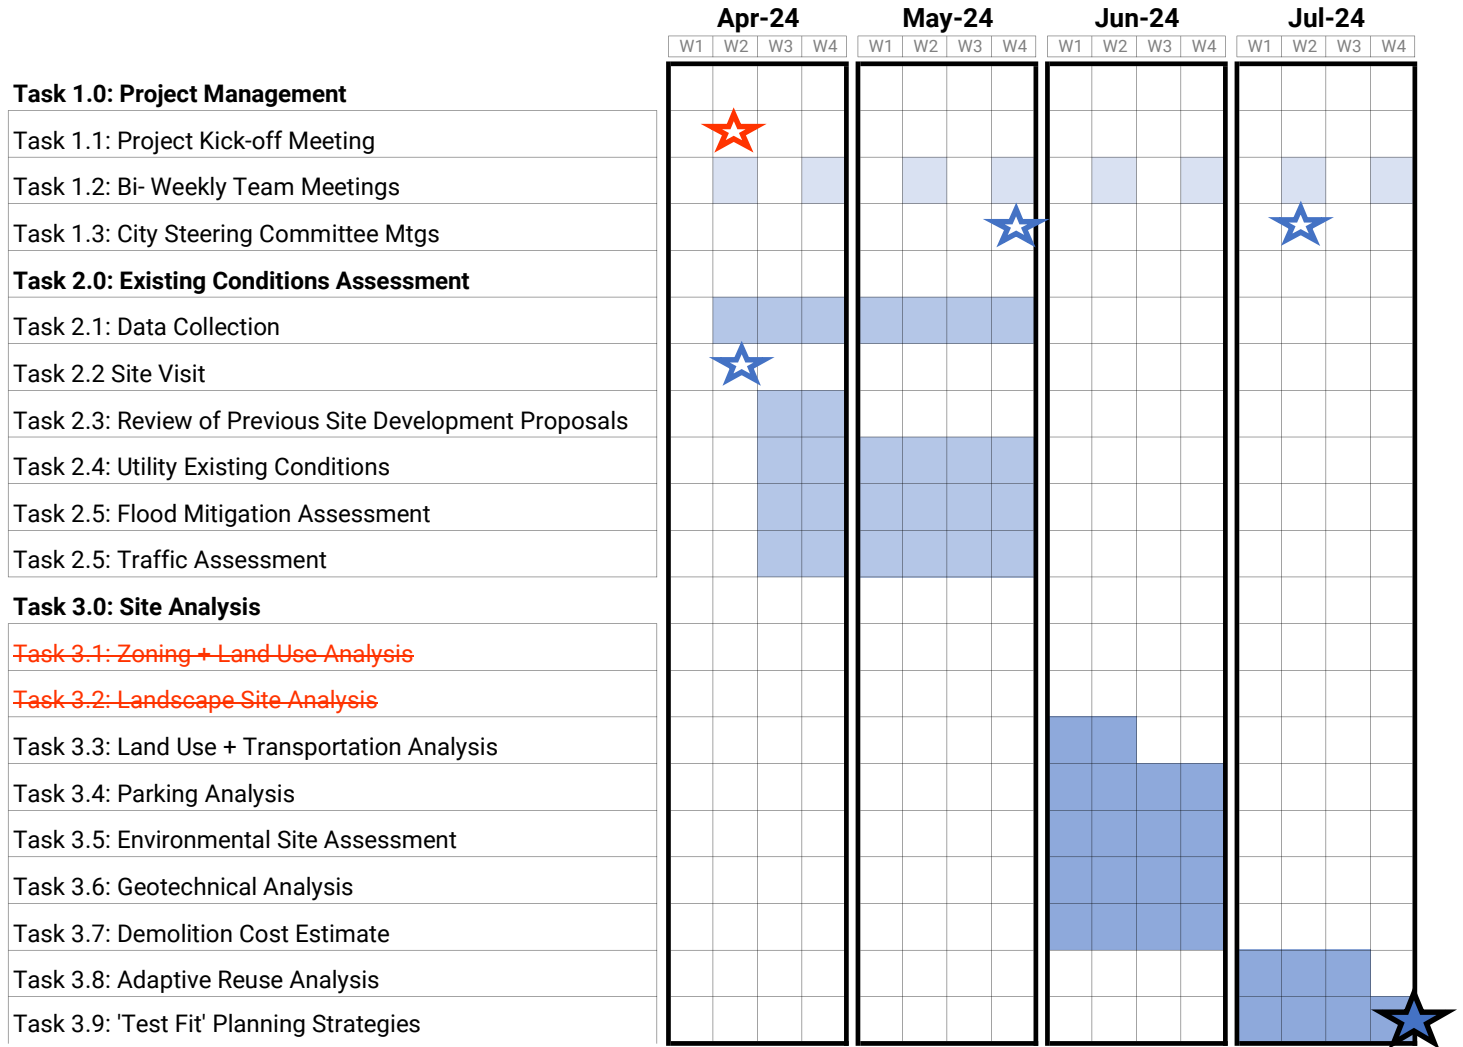 Apr-24 May-24 Jun-24 Jul-24
W1 W2 W3 W4 W1 W2 W3 W4 W1 W2 W3 W4 W1 W2 W3 W4
Task 1.0: Project Management
Task 1.1: Project Kick-off Meeting
Task 1.2: Bi- Weekly Team Meetings
Task 1.3: City Steering Committee Mtgs
Task 2.0: Existing Conditions Assessment
Task 2.1: Data Collection
Task 2.2 Site Visit
Task 2.3: Review of Previous Site Development Proposals
Task 2.4: Utility Existing Conditions
Task 2.5: Flood Mitigation Assessment
Task 2.5: Traffic Assessment
Task 3.0: Site Analysis
Task 3.1: Zoning + Land Use Analysis
Task 3.2: Landscape Site Analysis
Task 3.3: Land Use + Transportation Analysis
Task 3.4: Parking Analysis
Task 3.5: Environmental Site Assessment
Task 3.6: Geotechnical Analysis
Task 3.7: Demolition Cost Estimate
Task 3.8: Adaptive Reuse Analysis
Task 3.9: 'Test Fit' Planning Strategies